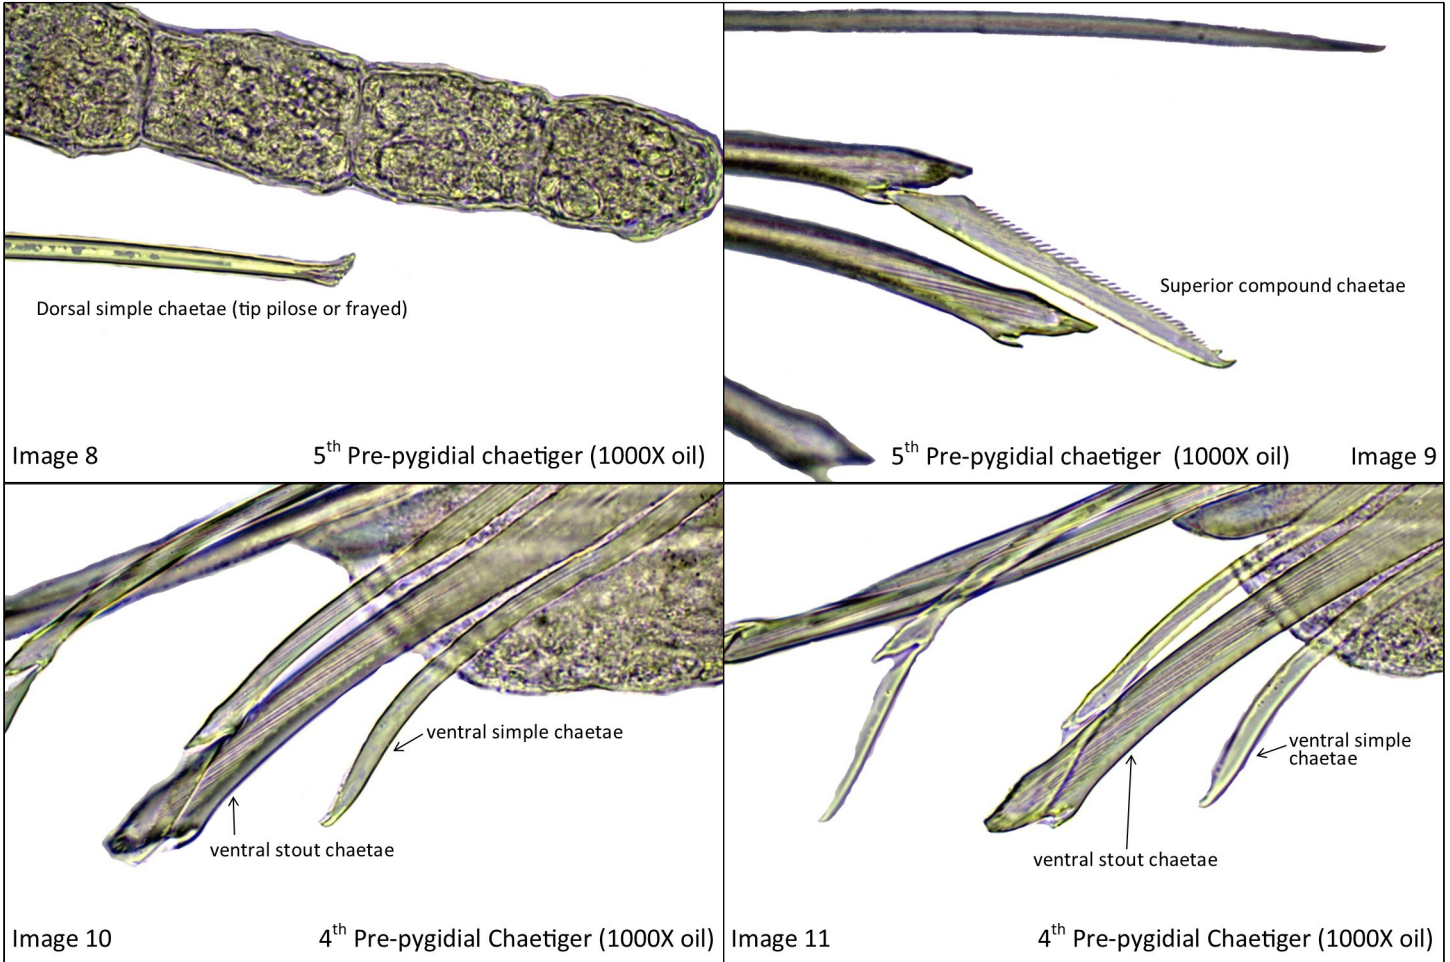 Dorsal simple chaetae (tip pilose or frayed)
Image 8
5th Pre-pygidial chaetiger (1000X oil)
Superior compound chaetae
5th Pre-pygidial chaetiger (1000X oil)
Image 9
ventral simple chaetae
ventral stout chaetae
Image 10
4th Pre-pygidial Chaetiger (1000X oil)
ventral simple
chaetae
ventral stout chaetae
Image 11
4th Pre-pygidial Chaetiger (1000X oil)